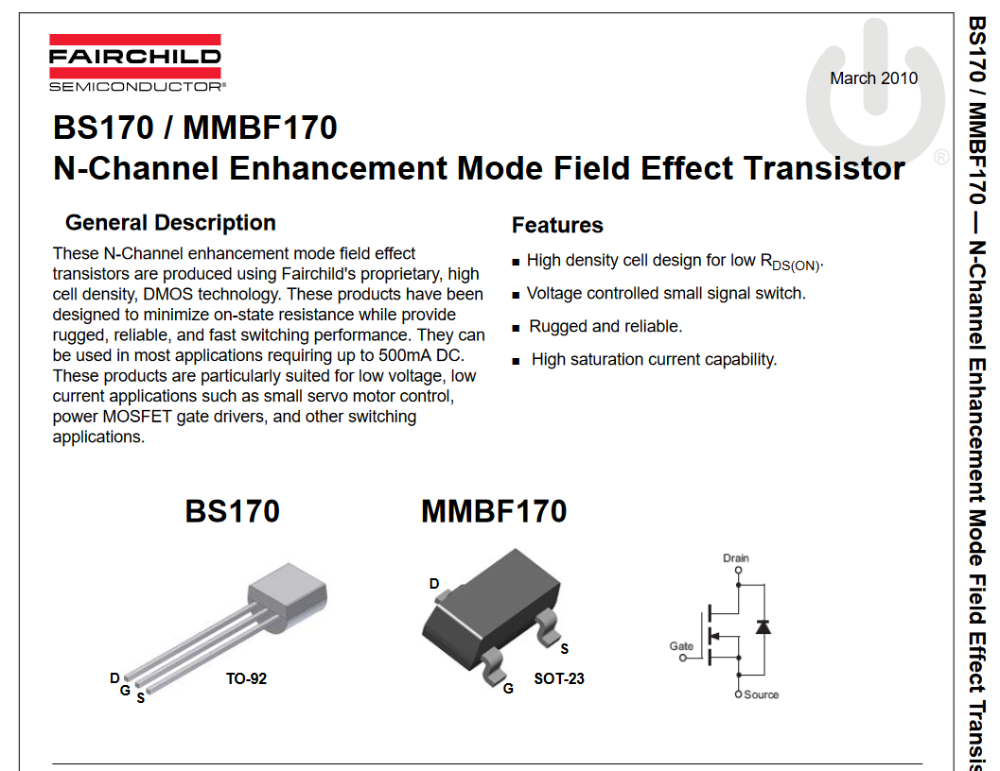 FAIRCHILD
SEMICONDUCTOR®
March 2010
®
BS170 / MMBF170
N-Channel Enhancement Mode Field Effect Transistor
General Description
These N-Channel enhancement mode field effect
transistors are produced using Fairchild's proprietary, high
cell density, DMOS technology. These products have been
designed to minimize on-state resistance while provide
rugged, reliable, and fast switching performance. They can
be used in most applications requiring up to 500mA DC.
These products are particularly suited for low voltage, low
current applications such as small servo motor control,
power MOSFET gate drivers, and other switching
applications.
Features
■ High density cell design for low RDS(ON).
■ Voltage controlled small signal switch.
■ Rugged and reliable.
■ High saturation current capability.
BS170
D
G
S
TO-92
MMBF170
D
S
G
SOT-23
Drain
Gate
Source
BS170 / MMBF170 — N-Channel Enhancement Mode Field Effect Transis